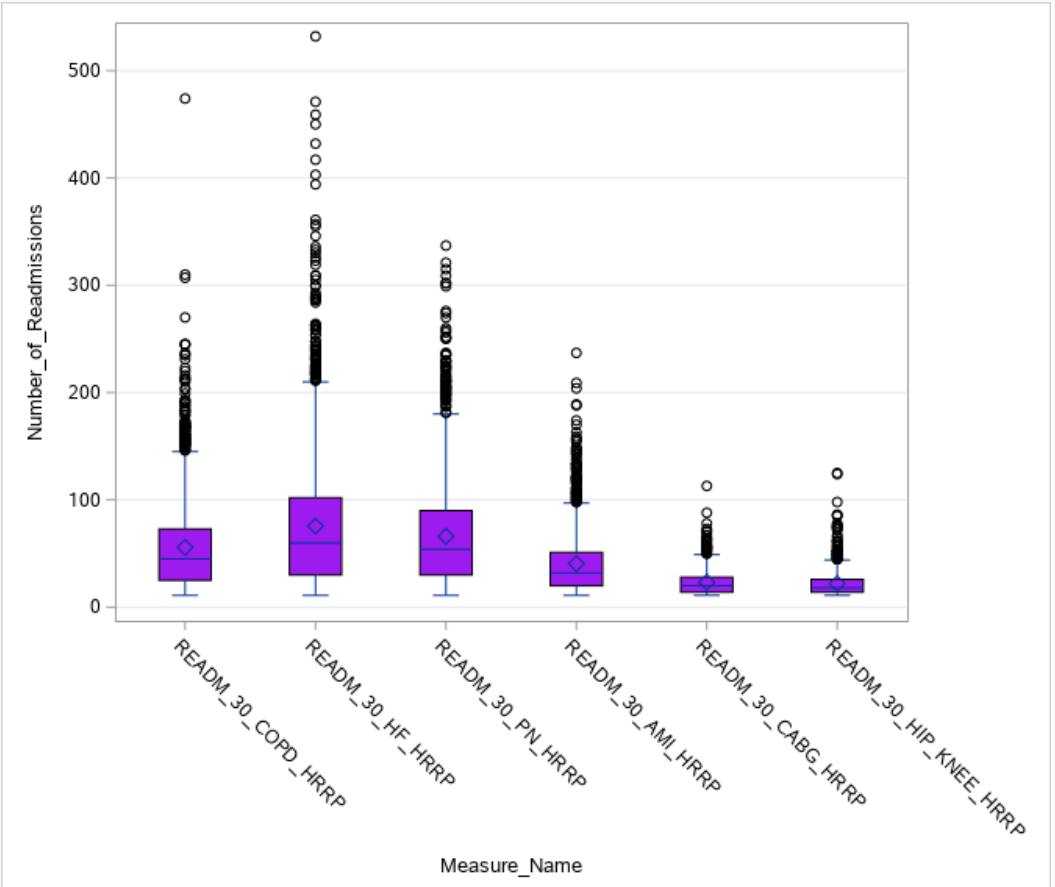 Number_of_Readmissions
500
400
300
200
100
0
READM_30_COPD_HRRP
READM_30_HF_HRRP
READM_30_PN_HRRP
READM_30_AMI_HRRP
READM_30_CABG_HRRP
READM_30_HIP_KNEE_HRRP
Measure_Name